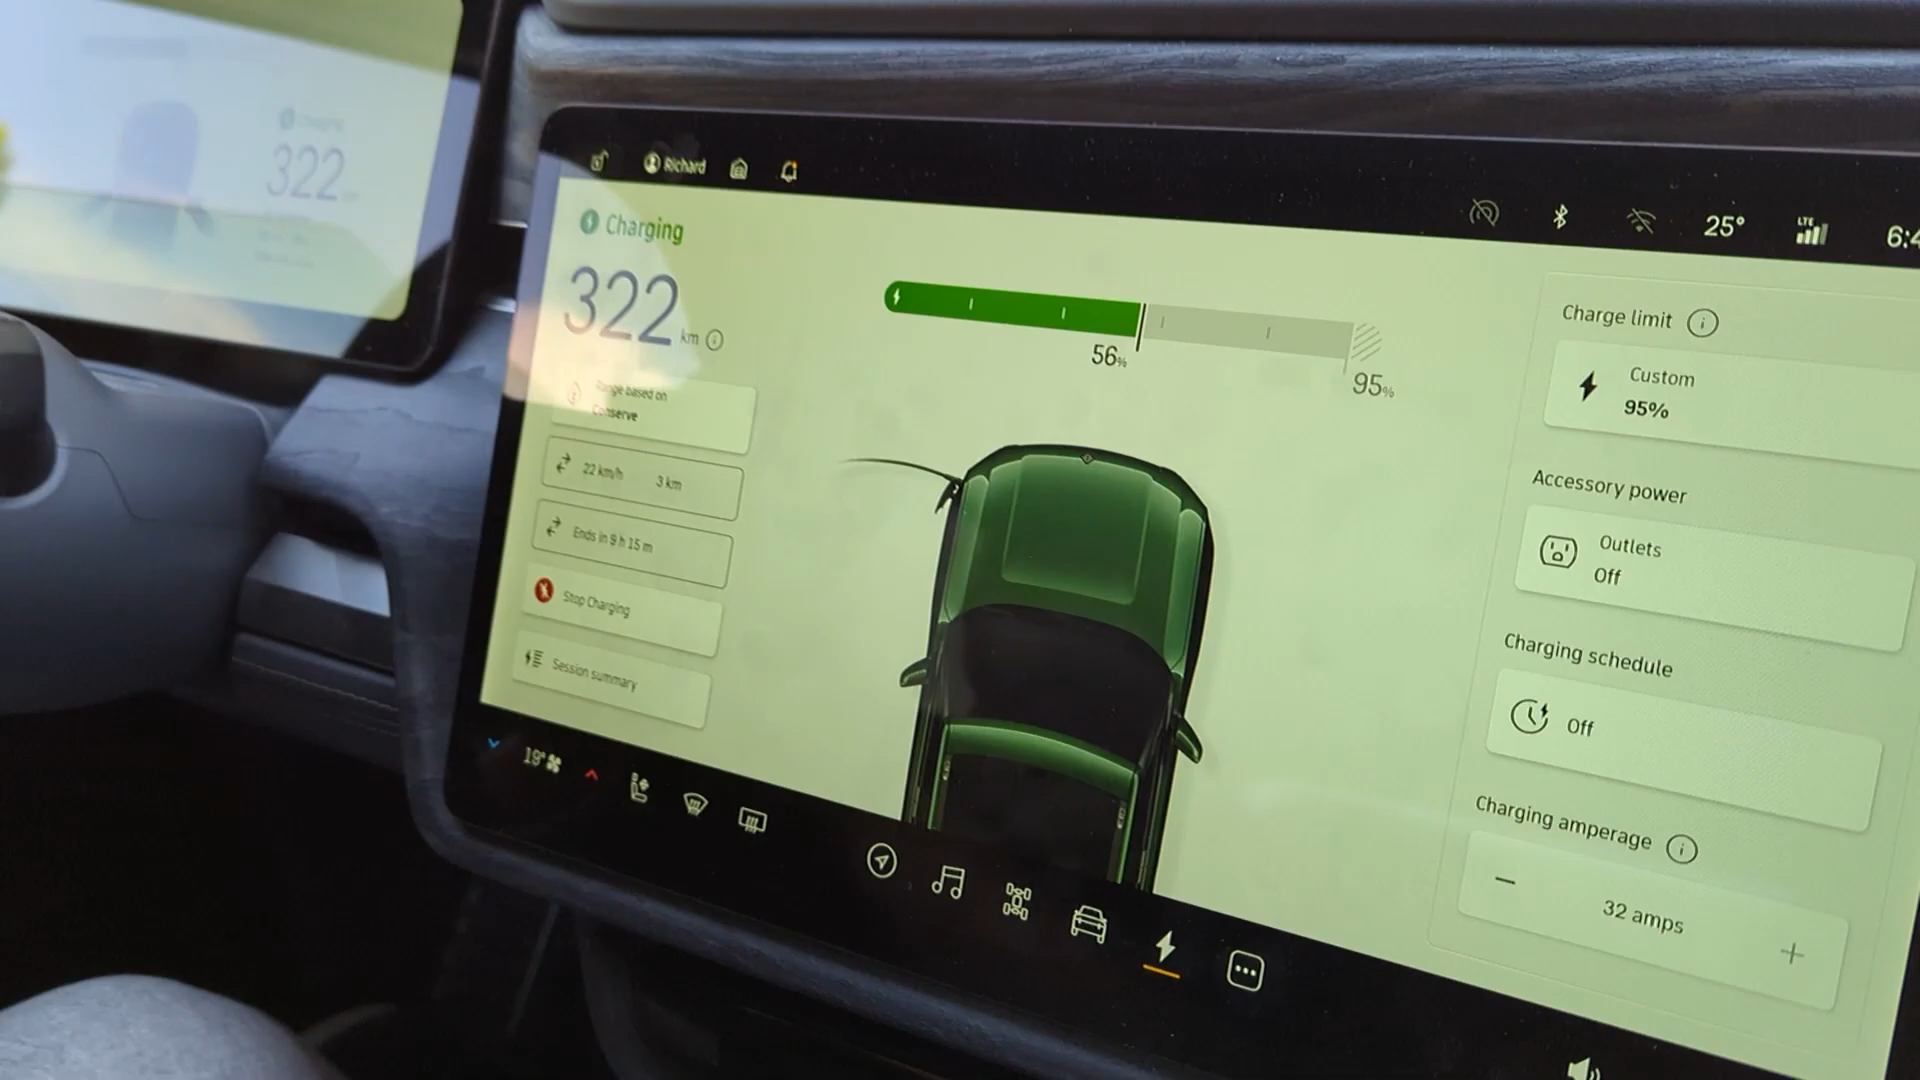 Charging
322
Richard
25°
LTE
6:4
Charging
322 km
56%
95%
Range based on
Conserve
22 km/h 3 km
Ends in 9 h 15 m
Stop Charging
Session summary
Charge limit
Custom
95%
Accessory power
Outlets
Off
Charging schedule
Off
Charging amperage
32 amps
19°